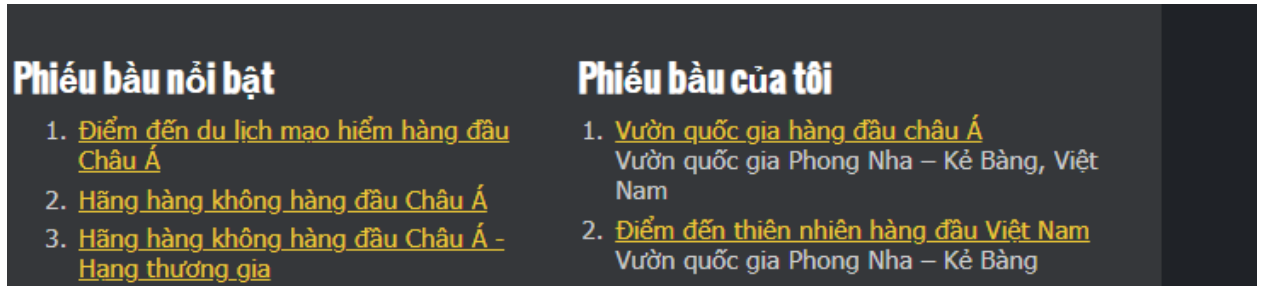 Phiếu bầu nổi bật
1. Điểm đến du lịch mạo hiểm hàng đầu
Châu Á
2. Hãng hàng không hàng đầu Châu Á
3. Hãng hàng không hàng đầu Châu Á -
Hạng thương gia
Phiếu bầu của tôi
1. Vườn quốc gia hàng đầu châu Á
Vườn quốc gia Phong Nha – Kẻ Bàng, Việt
Nam
2. Điểm đến thiên nhiên hàng đầu Việt Nam
Vườn quốc gia Phong Nha – Kẻ Bàng